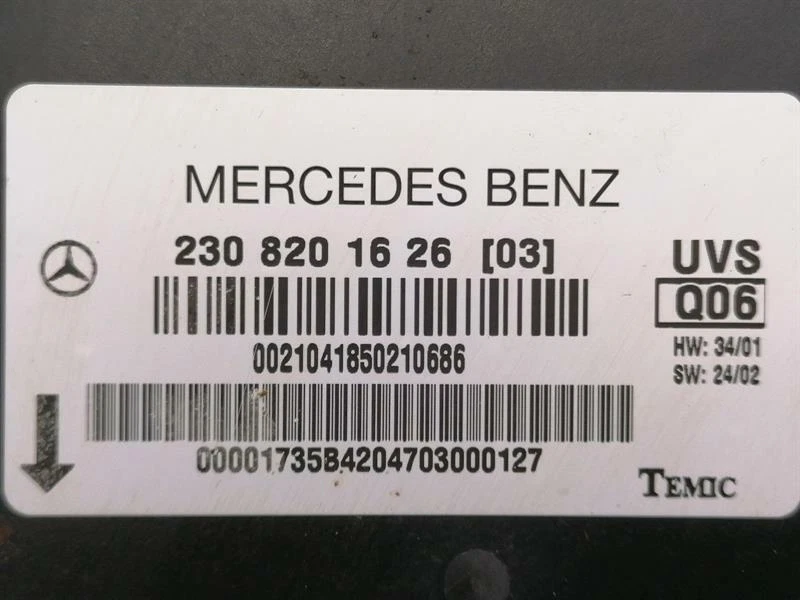 MERCEDES BENZ
230 820 16 26 [03]
UVS
Q06
0021041850210686
HW: 34/01
SW: 24/02
00001735B4204703000127
TEMIC